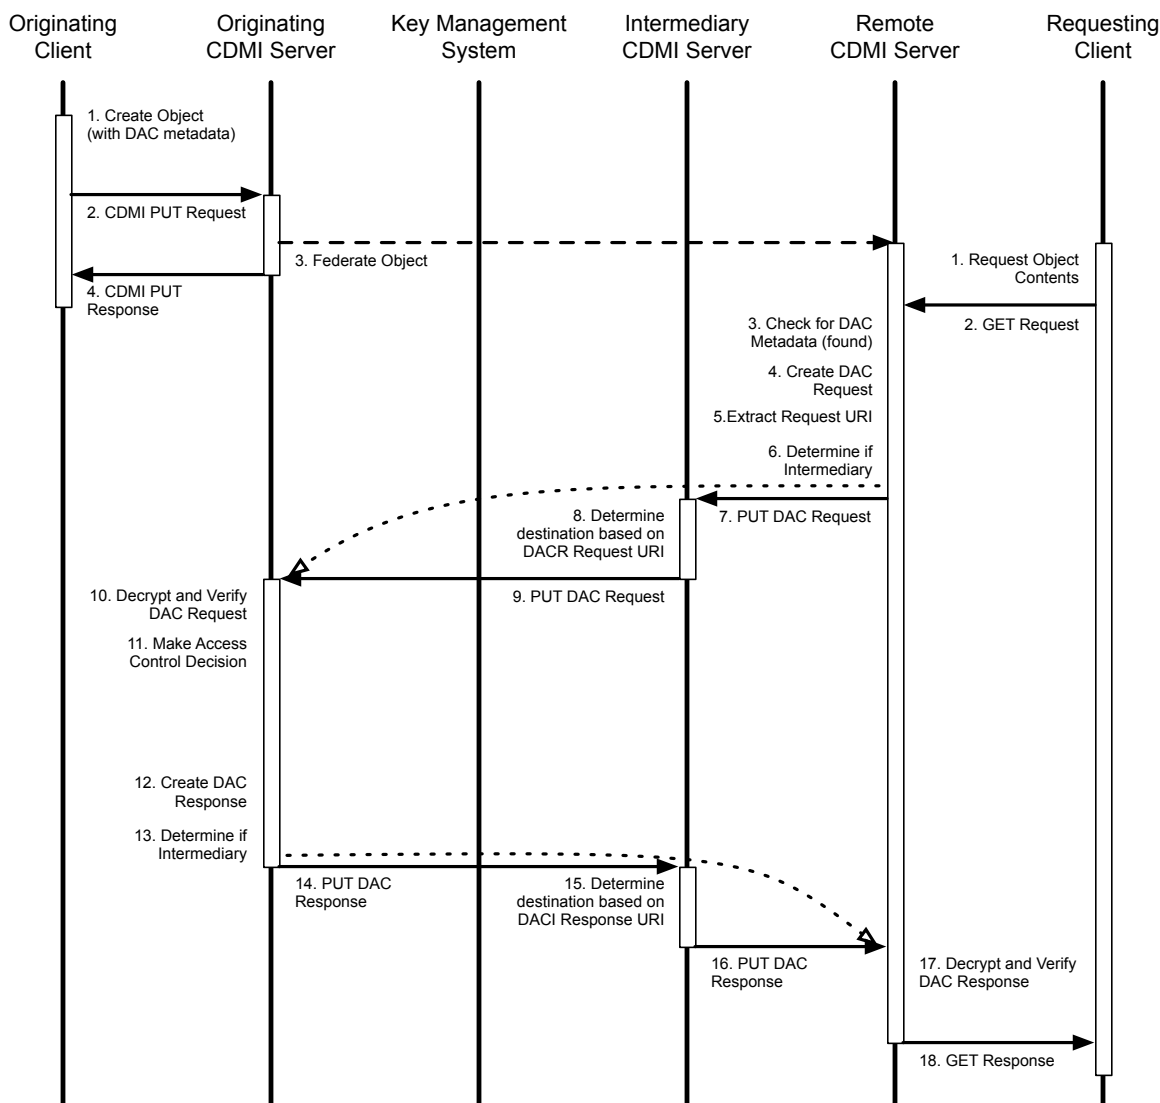 Originating
Client
Originating
CDMI Server
Key Management
System
Intermediary
CDMI Server
Remote
CDMI Server
Requesting
Client
1. Create Object
(with DAC metadata)
2. CDMI PUT Request
3. Federate Object
4. CDMI PUT
Response
1. Request Object
Contents
2. GET Request
3. Check for DAC
Metadata (found)
4. Create DAC
Request
5.Extract Request URI
6. Determine if
Intermediary
7. PUT DAC Request
8. Determine
destination based on
DACR Request URI
9. PUT DAC Request
10. Decrypt and Verify
DAC Request
11. Make Access
Control Decision
12. Create DAC
Response
13. Determine if
Intermediary
14. PUT DAC
Response
15. Determine
destination based on
DACI Response URI
16. PUT DAC
Response
17. Decrypt and Verify
DAC Response
18. GET Response